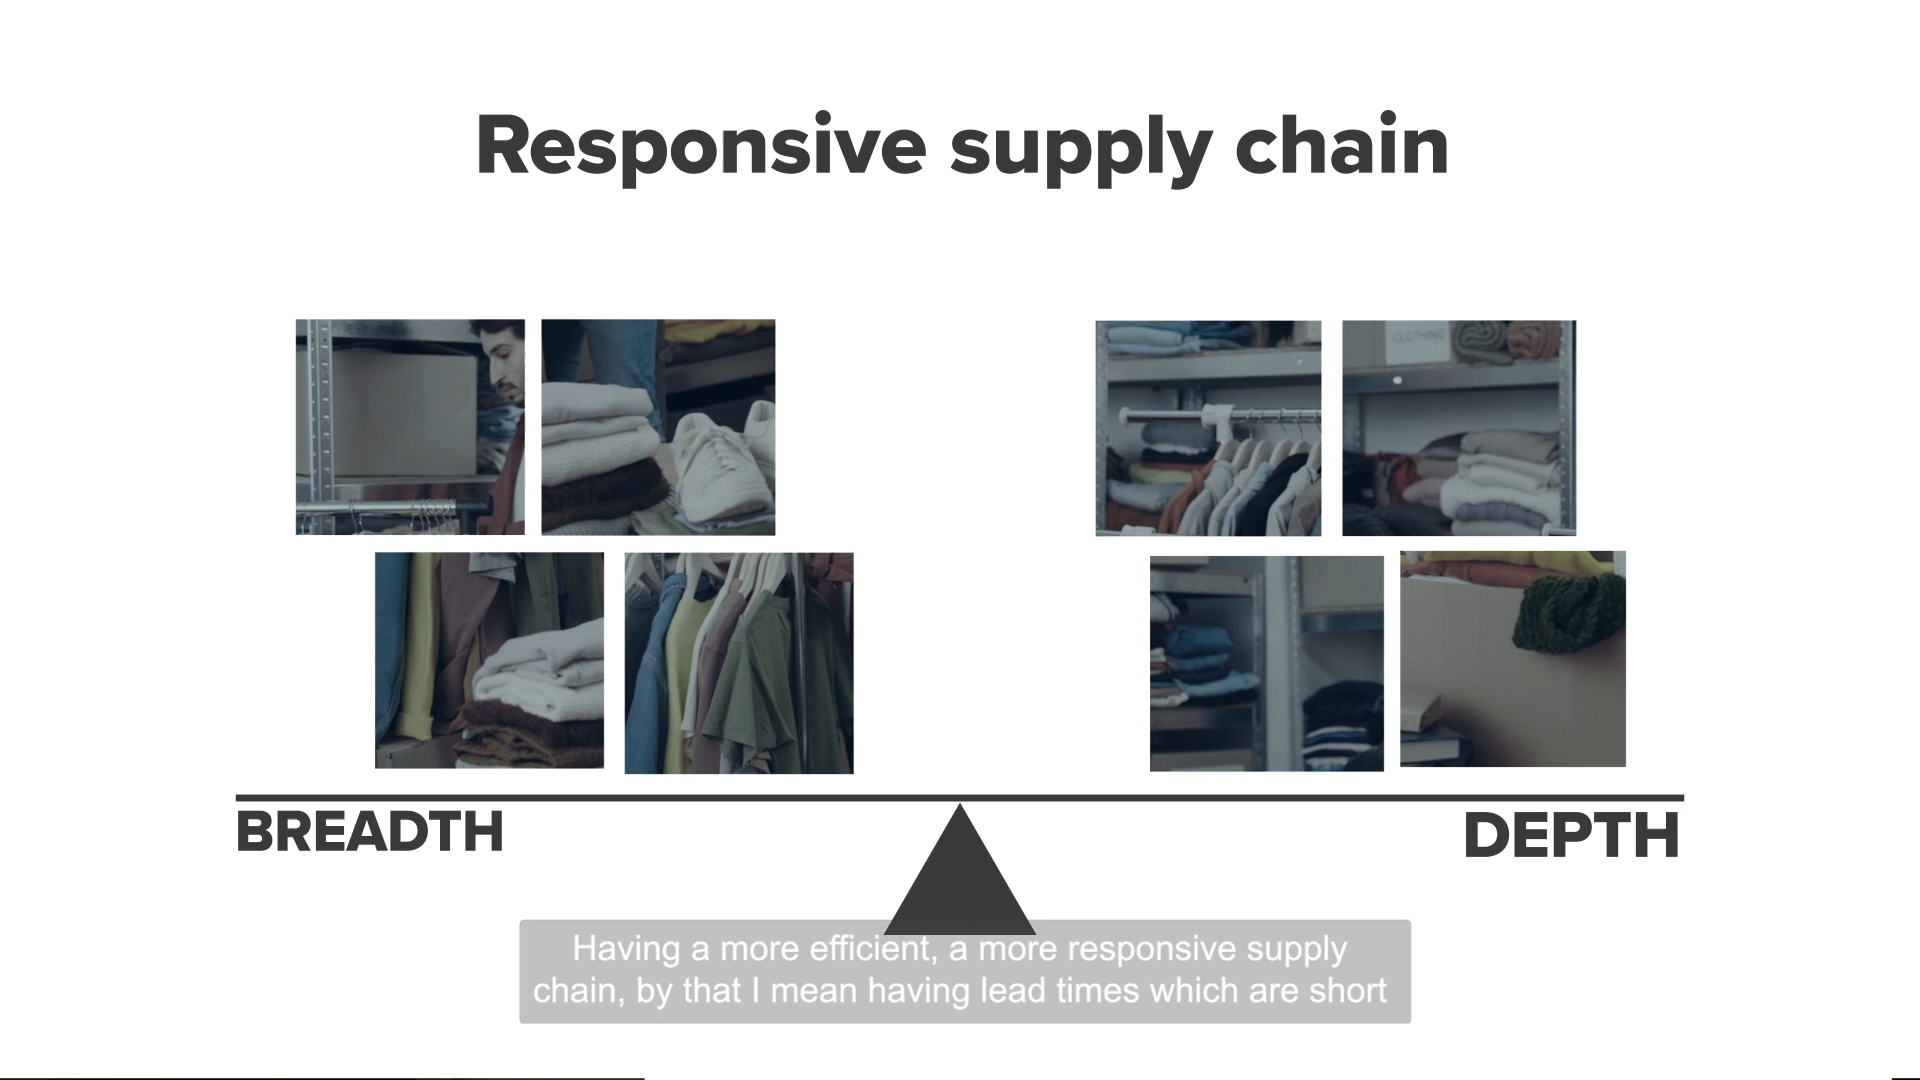 Responsive supply chain
CLOTHING
BREADTH
DEPTH
Having a more efficient, a more responsive supply
chain, by that I mean having lead times which are short